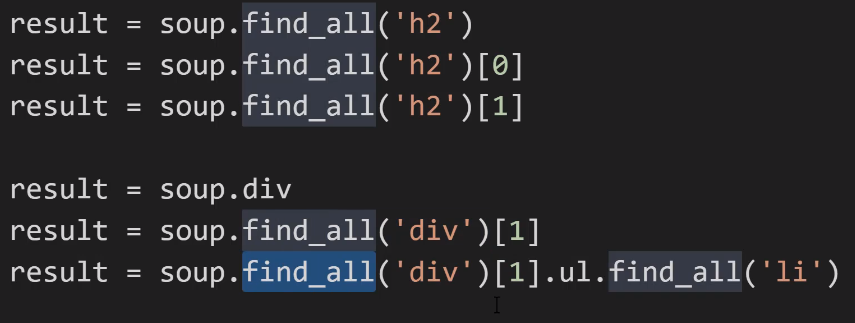 result = soup.find_all('h2')
result = soup.find_all('h2')[0]
result = soup.find_all('h2')[1]
result = soup.div
result = soup.find_all('div')[1]
result = soup.find_all('div')[1].ul.find_all('li')